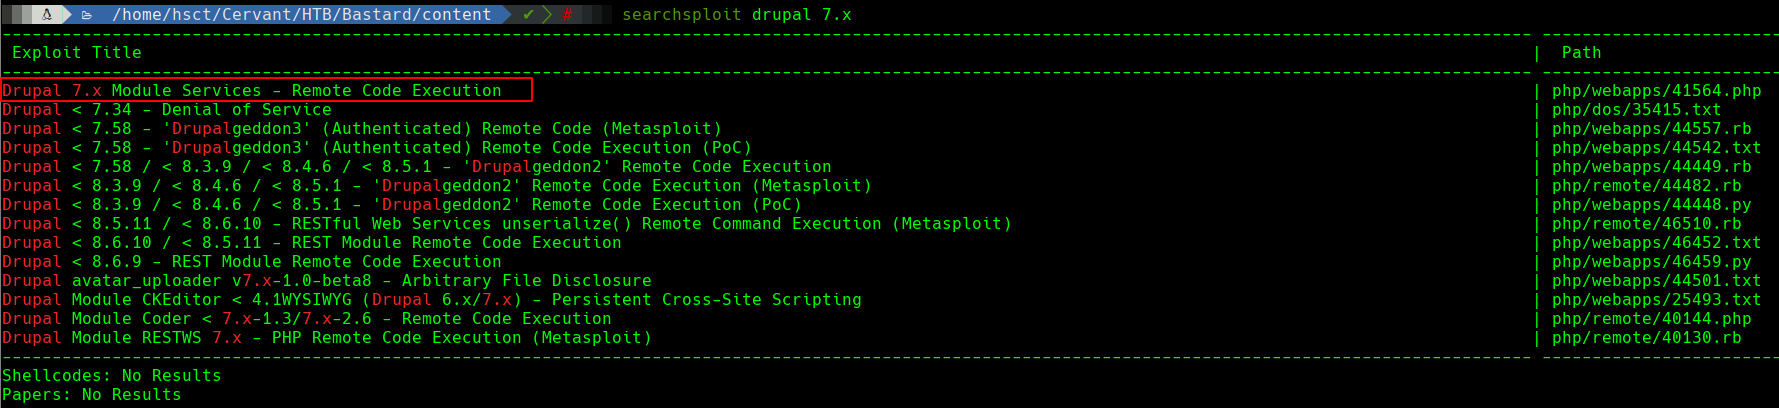 /home/hsct/Cervant/HTB/Bastard/content ✔ # searchsploit drupal 7.x
Exploit Title | Path
Drupal 7.x Module Services - Remote Code Execution | php/webapps/41564.php
Drupal < 7.34 - Denial of Service | php/dos/35415.txt
Drupal < 7.58 - 'Drupalgeddon3' (Authenticated) Remote Code (Metasploit) | php/webapps/44557.rb
Drupal < 7.58 - 'Drupalgeddon3' (Authenticated) Remote Code Execution (PoC) | php/webapps/44542.txt
Drupal < 7.58 / < 8.3.9 / < 8.4.6 / < 8.5.1 - 'Drupalgeddon2' Remote Code Execution | php/webapps/44449.rb
Drupal < 8.3.9 / < 8.4.6 / < 8.5.1 - 'Drupalgeddon2' Remote Code Execution (Metasploit) | php/remote/44482.rb
Drupal < 8.3.9 / < 8.4.6 / < 8.5.1 - 'Drupalgeddon2' Remote Code Execution (PoC) | php/webapps/44448.py
Drupal < 8.5.11 / < 8.6.10 - RESTful Web Services unserialize() Remote Command Execution (Metasploit) | php/remote/46510.rb
Drupal < 8.6.10 / < 8.5.11 - REST Module Remote Code Execution | php/webapps/46452.txt
Drupal < 8.6.9 - REST Module Remote Code Execution | php/webapps/46459.py
Drupal avatar_uploader v7.x-1.0-beta8 - Arbitrary File Disclosure | php/webapps/44501.txt
Drupal Module CKEditor < 4.1WYSIWYG (Drupal 6.x/7.x) - Persistent Cross-Site Scripting | php/webapps/25493.txt
Drupal Module Coder < 7.x-1.3/7.x-2.6 - Remote Code Execution | php/remote/40144.php
Drupal Module RESTWS 7.x - PHP Remote Code Execution (Metasploit) | php/remote/40130.rb
Shellcodes: No Results
Papers: No Results